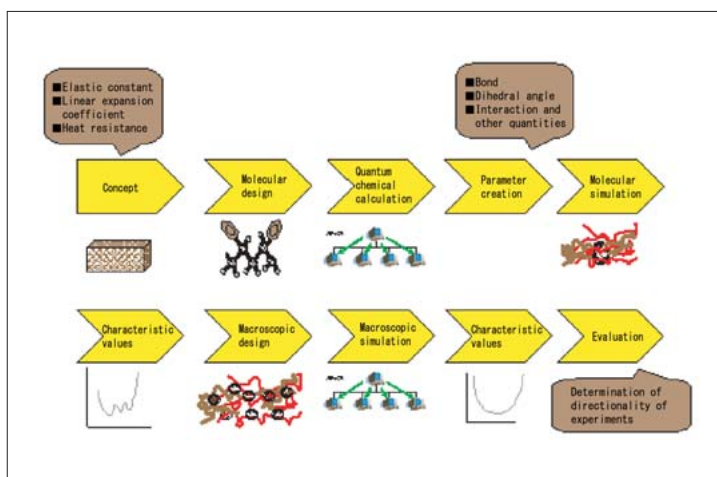 ■Elastic constant
■Linear expansion
coefficient
■Heat resistance
■Bond
■Dihedral angle
■Interaction and
other quantities
Concept
Molecular
design
Quantum
chemical
calculation
Parameter
creation
Molecular
simulation
Characteristic
values
Macroscopic
design
Macroscopic
simulation
Characteristic
values
Evaluation
Determination of
directionality of
experiments